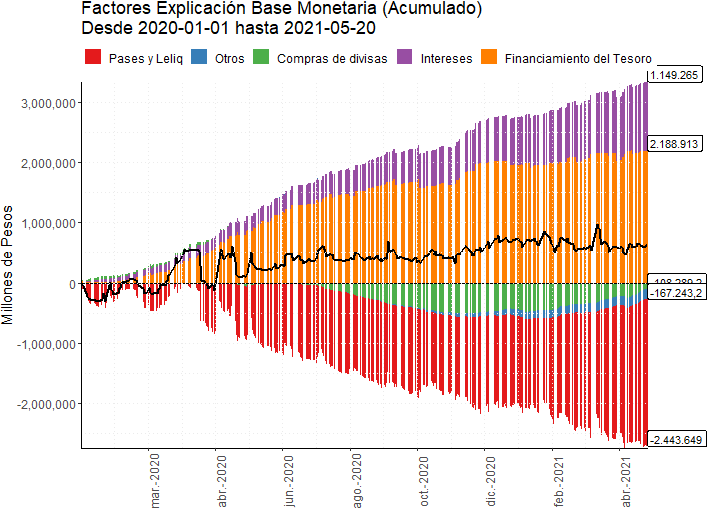 Factores Explicación Base Monetaria (Acumulado)
Desde 2020-01-01 hasta 2021-05-20
Pases y Leliq Otros Compras de divisas Intereses Financiamiento del Tesoro
1.149.265
3,000,000
2.188.913
2,000,000
1,000,000
Millones de Pesos
0
-167.243,2
-1,000,000
-2,000,000
-2.443.649
mar.-2020
abr.-2020
jun.-2020
ago.-2020
oct.-2020
dic.-2020
feb.-2021
abr.-2021